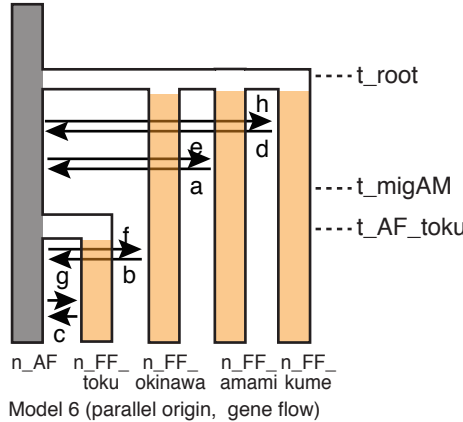 t_root
h
d
e
a
t_migAM
t_AF_toku
f
b
g
c
n_AF n_FF_ n_FF_ n_FF_ n_FF_
toku okinawa amami kume
Model 6 (parallel origin, gene flow)